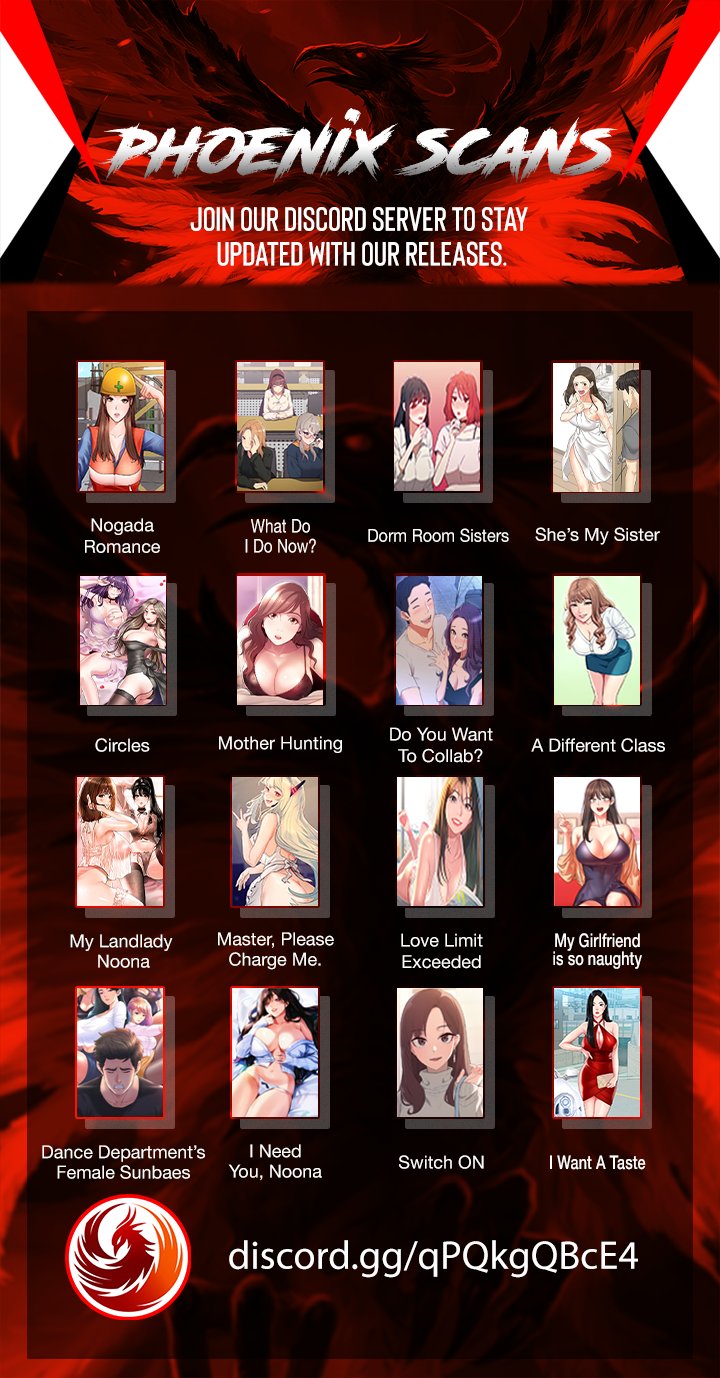 PHOENIX SCANS
JOIN OUR DISCORD SERVER TO STAY
UPDATED WITH OUR RELEASES.
Nogada
Romance
What Do
I Do Now?
Dorm Room Sisters
She's My Sister
Circles
Mother Hunting
Do You Want
To Collab?
A Different Class
My Landlady
Noona
Master, Please
Charge Me.
Love Limit
Exceeded
My Girlfriend
is so naughty
Dance Department's
Female Sunbaes
I Need
You, Noona
Switch ON
I Want A Taste
discord.gg/qPQkgQBcE4